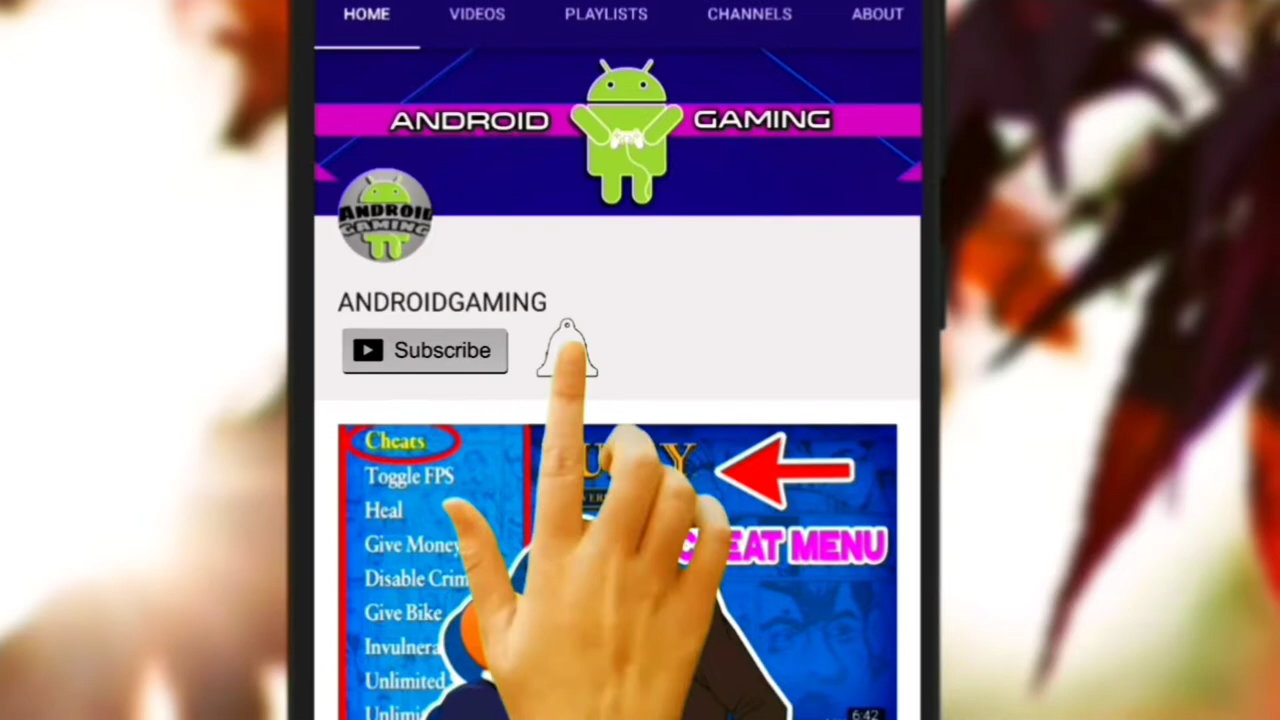 HOME VIDEOS PLAYLISTS CHANNELS ABOUT
ANDROID GAMING
ANDROID
GAMING
ANDROIDGAMING
Subscribe
Cheats
Toggle FPS
Heal
Give Money
Disable Crim
Give Bike
Invulnera
Unlimited
CHEAT MENU
6:42